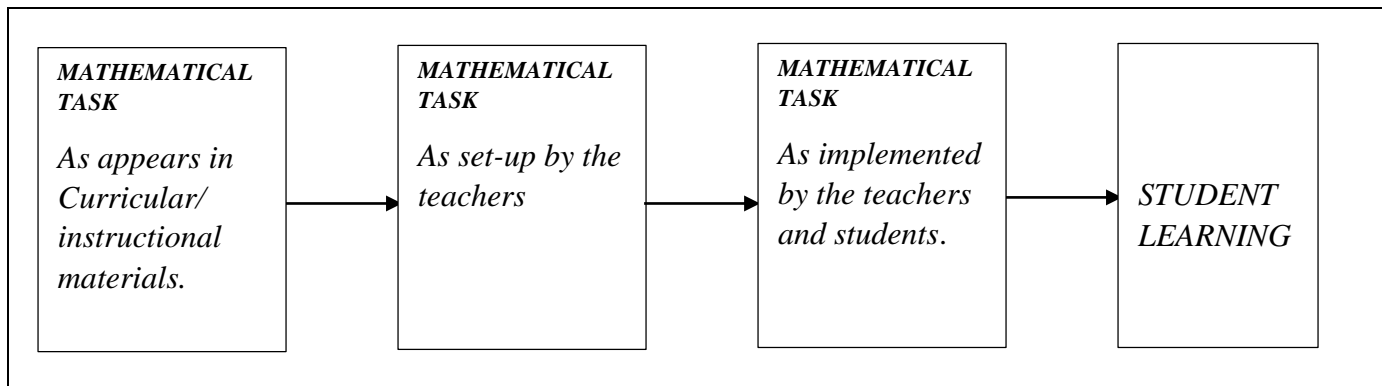 MATHEMATICAL
TASK
As appears in
Curricular/
instructional
materials.
MATHEMATICAL
TASK
As set-up by the
teachers
MATHEMATICAL
TASK
As implemented
by the teachers
and students.
STUDENT
LEARNING